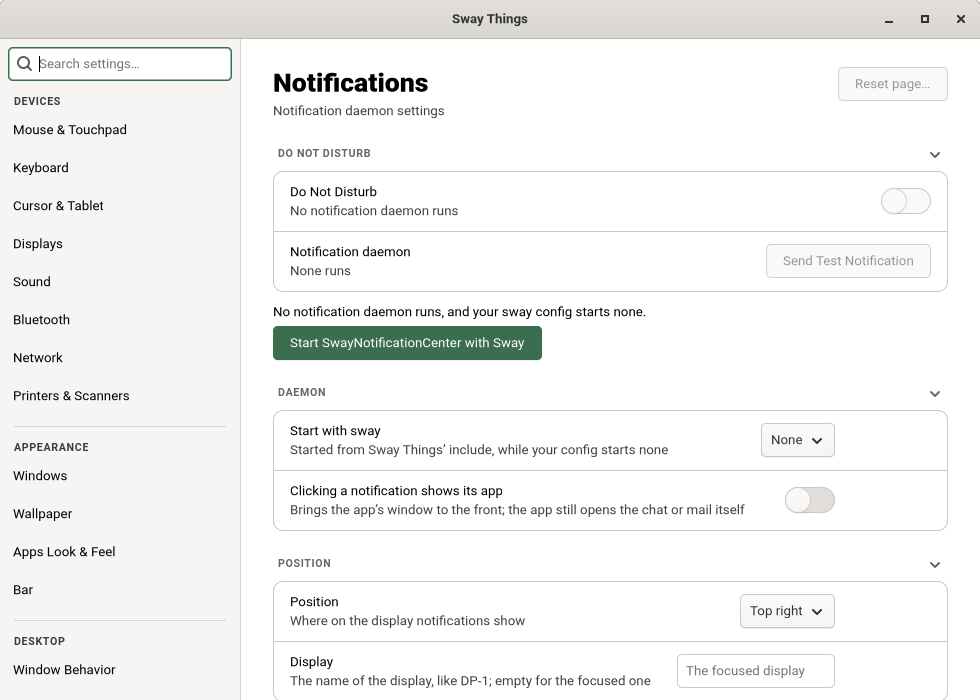 Sway Things
Search settings…
DEVICES
Mouse & Touchpad
Keyboard
Cursor & Tablet
Displays
Sound
Bluetooth
Network
Printers & Scanners
APPEARANCE
Windows
Wallpaper
Apps Look & Feel
Bar
DESKTOP
Window Behavior
Notifications
Reset page…
Notification daemon settings
DO NOT DISTURB
Do Not Disturb
No notification daemon runs
Notification daemon
None runs
Send Test Notification
No notification daemon runs, and your sway config starts none.
Start SwayNotificationCenter with Sway
DAEMON
Start with sway
Started from Sway Things’ include, while your config starts none
None
Clicking a notification shows its app
Brings the app’s window to the front; the app still opens the chat or mail itself
POSITION
Position
Where on the display notifications show
Top right
Display
The name of the display, like DP-1; empty for the focused one
The focused display